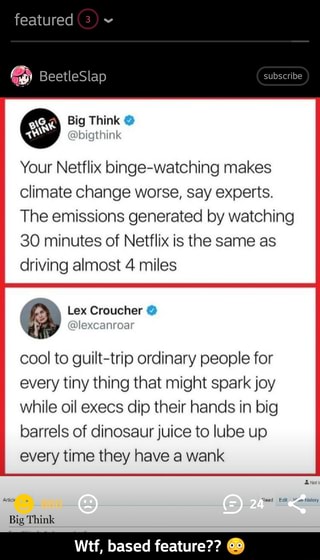 featured 3
BeetleSlap
subscribe
BIG THINK
Big Think
@bigthink
Your Netflix binge-watching makes
climate change worse, say experts.
The emissions generated by watching
30 minutes of Netflix is the same as
driving almost 4 miles
Lex Croucher
@lexcanroar
cool to guilt-trip ordinary people for
every tiny thing that might spark joy
while oil execs dip their hands in big
barrels of dinosaur juice to lube up
every time they have a wank
24
Big Think
Wtf, based feature?? 😳